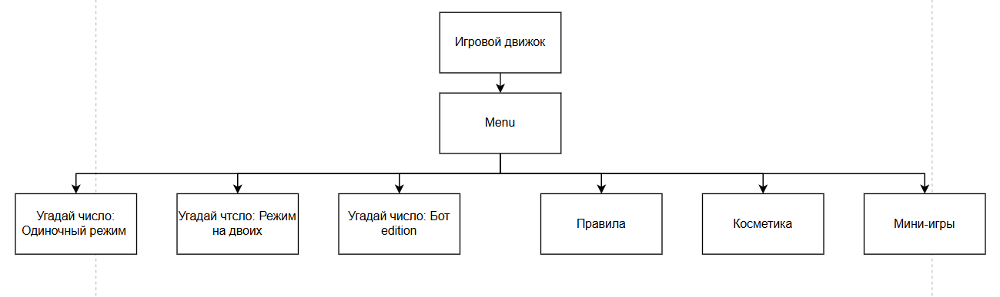 Игровой движок
Menu
Угадай число:
Одиночный режим
Угадай чтсло: Режим
на двоих
Угадай число: Бот
edition
Правила
Косметика
Мини-игры